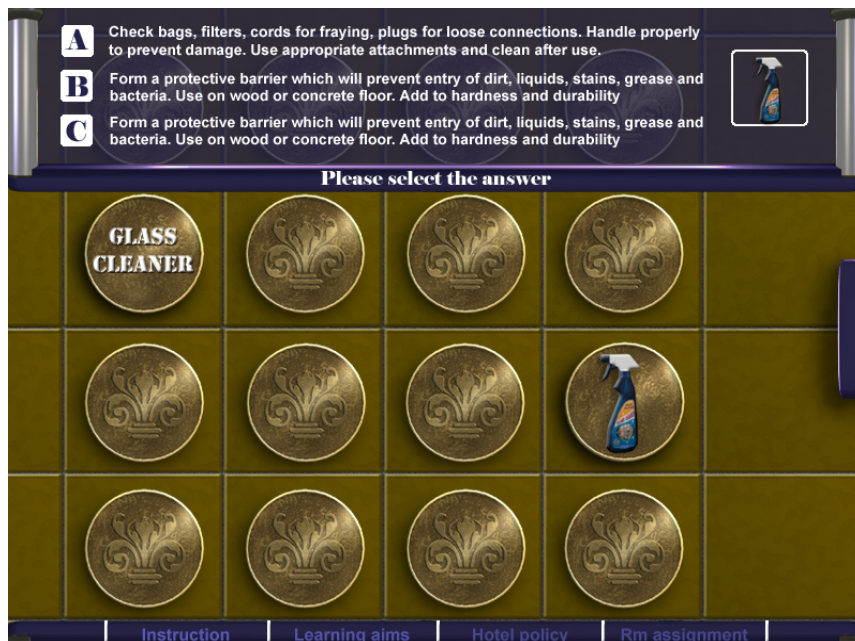 A Check bags, filters, cords for fraying, plugs for loose connections. Handle properly
to prevent damage. Use appropriate attachments and clean after use.
B Form a protective barrier which will prevent entry of dirt, liquids, stains, grease and
bacteria. Use on wood or concrete floor. Add to hardness and durability
C Form a protective barrier which will prevent entry of dirt, liquids, stains, grease and
bacteria. Use on wood or concrete floor. Add to hardness and durability
Please select the answer
GLASS
CLEANER
Instruction Learning aims Hotel policy Rm assignment